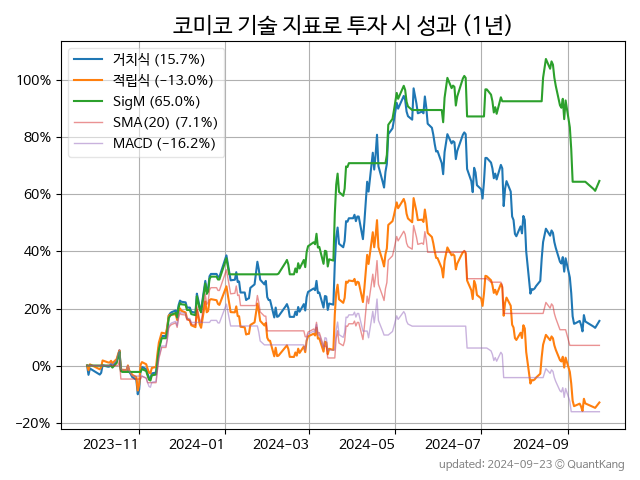 코미코 기술 지표로 투자 시 성과 (1년)
거치식 (15.7%)
적립식 (−13.0%)
SigM (65.0%)
SMA(20) (7.1%)
MACD (−16.2%)
100%
80%
60%
40%
20%
0%
−20%
2023-11 2024-01 2024-03 2024-05 2024-07 2024-09
updated: 2024-09-23 © QuantKang